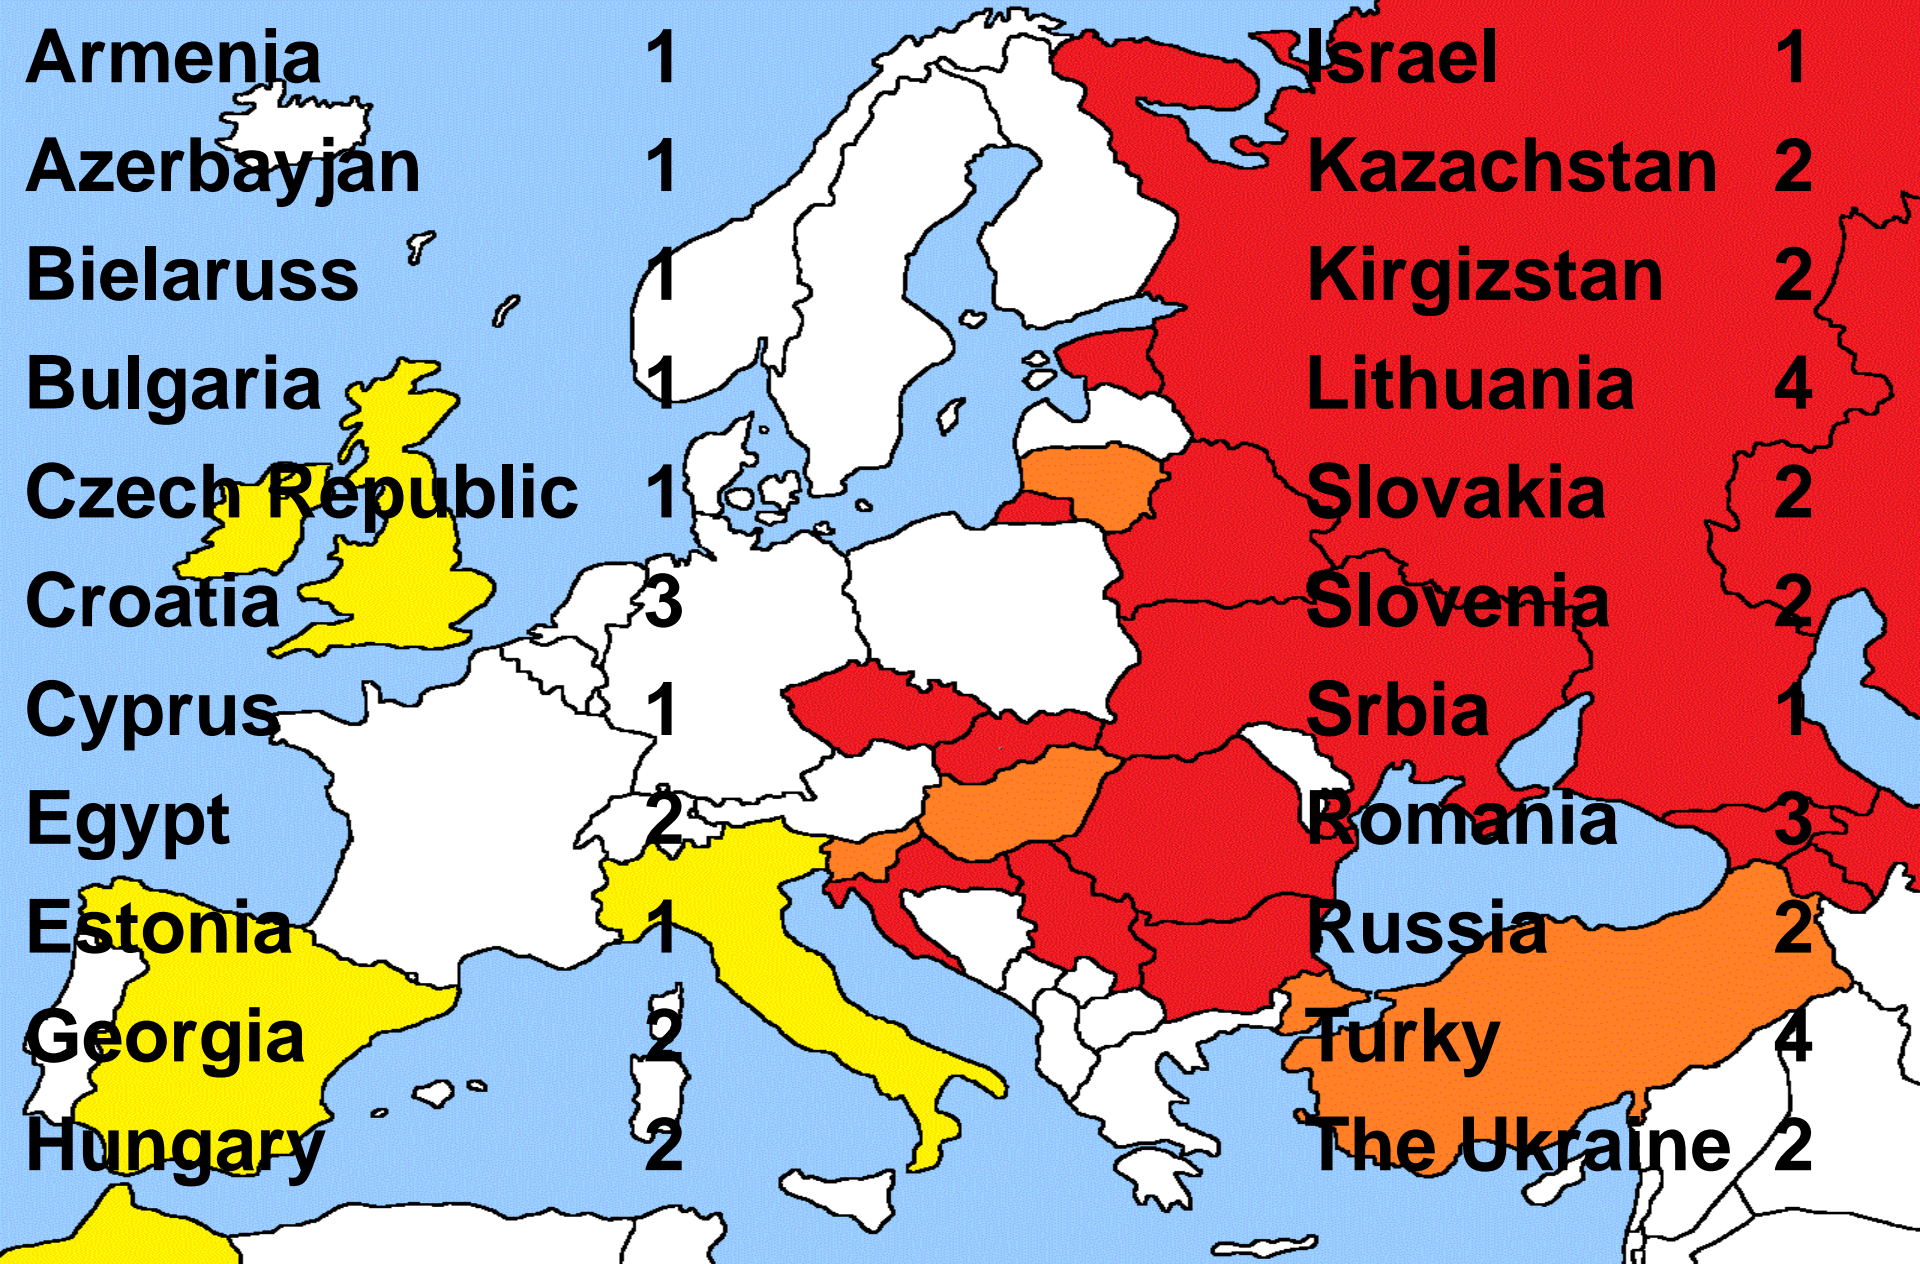 Armenia 1
Azerbayjan 1
Bielaruss 1
Bulgaria 1
Czech Republic 1
Croatia 3
Cyprus 1
Egypt 2
Estonia 1
Georgia 2
Hungary 2
Israel 1
Kazachstan 2
Kirgizstan 2
Lithuania 4
Slovakia 2
Slovenia 2
Srbia 1
Romania 3
Russia 2
Turky 4
The Ukraine 2